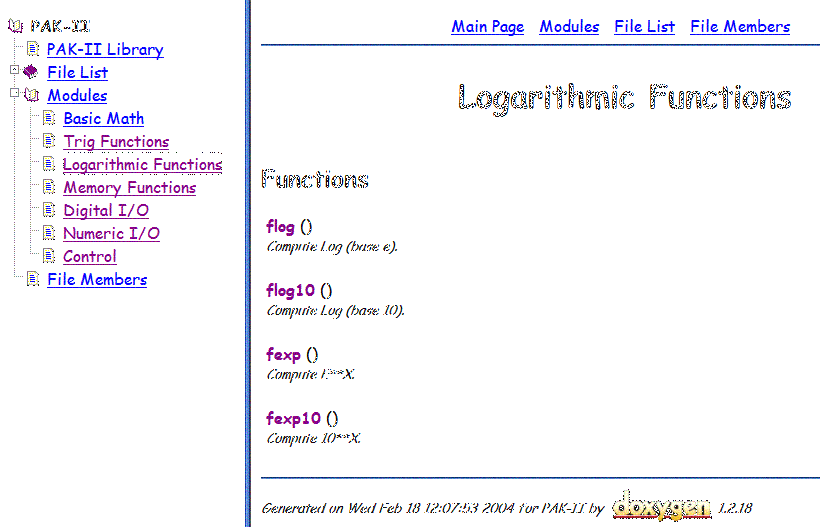 PAK-II
PAK-II Library
File List
Modules
Basic Math
Trig Functions
Logarithmic Functions
Memory Functions
Digital I/O
Numeric I/O
Control
File Members
Main Page Modules File List File Members
Logarithmic Functions
Functions
flog ()
Compute Log (base e).
flog10 ()
Compute Log (base 10).
fexp ()
Compute E**X.
fexp10 ()
Compute 10**X.
Generated on Wed Feb 18 12:07:53 2004 for PAK-II by doxygen 1.2.18